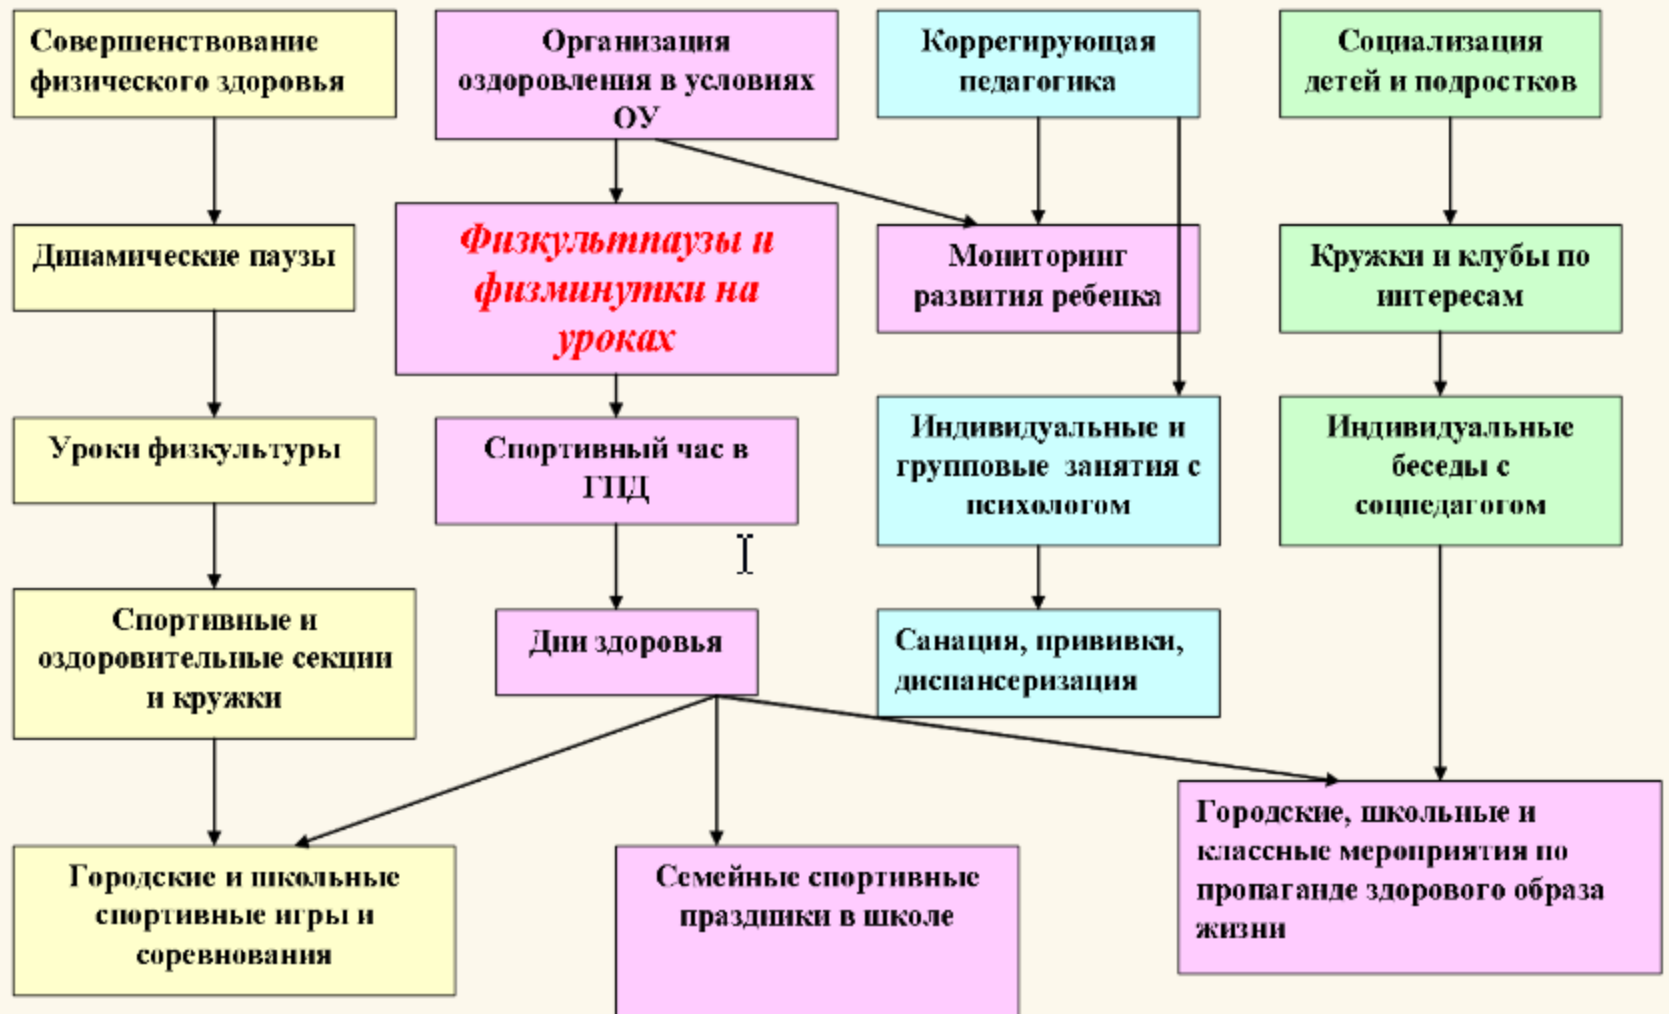 Совершенствование
физического здоровья
Организация
оздоровления в условиях
ОУ
Коррегирующая
педагогика
Социализация
детей и подростков
Динамические паузы
Физкультпаузы и
физминутки на
уроках
Мониторинг
развития ребенка
Кружки и клубы по
интересам
Уроки физкультуры
Спортивный час в
ГПД
Индивидуальные и
групповые занятия с
психологом
Индивидуальные
беседы с
соцпедагогом
Спортивные и
оздоровительные секции
и кружки
Дни здоровья
Санация, прививки,
диспансеризация
Городские и школьные
спортивные игры и
соревнования
Семейные спортивные
праздники в школе
Городские, школьные и
классные мероприятия по
пропаганде здорового образа
жизни